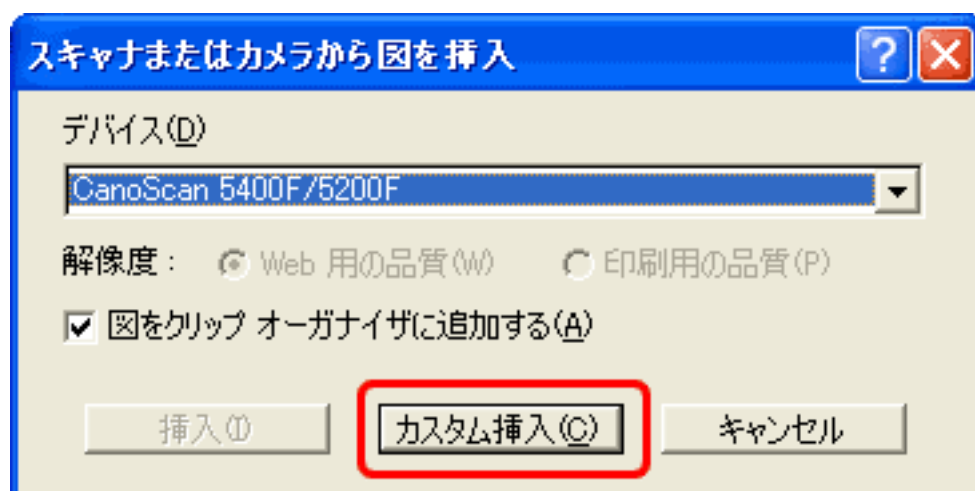 スキャナまたはカメラから図を挿入
デバイス(D)
CanoScan 5400F/5200F
解像度： Web 用の品質(W) 印刷用の品質(P)
図をクリップ オーガナイザに追加する(A)
挿入(I) カスタム挿入(C) キャンセル